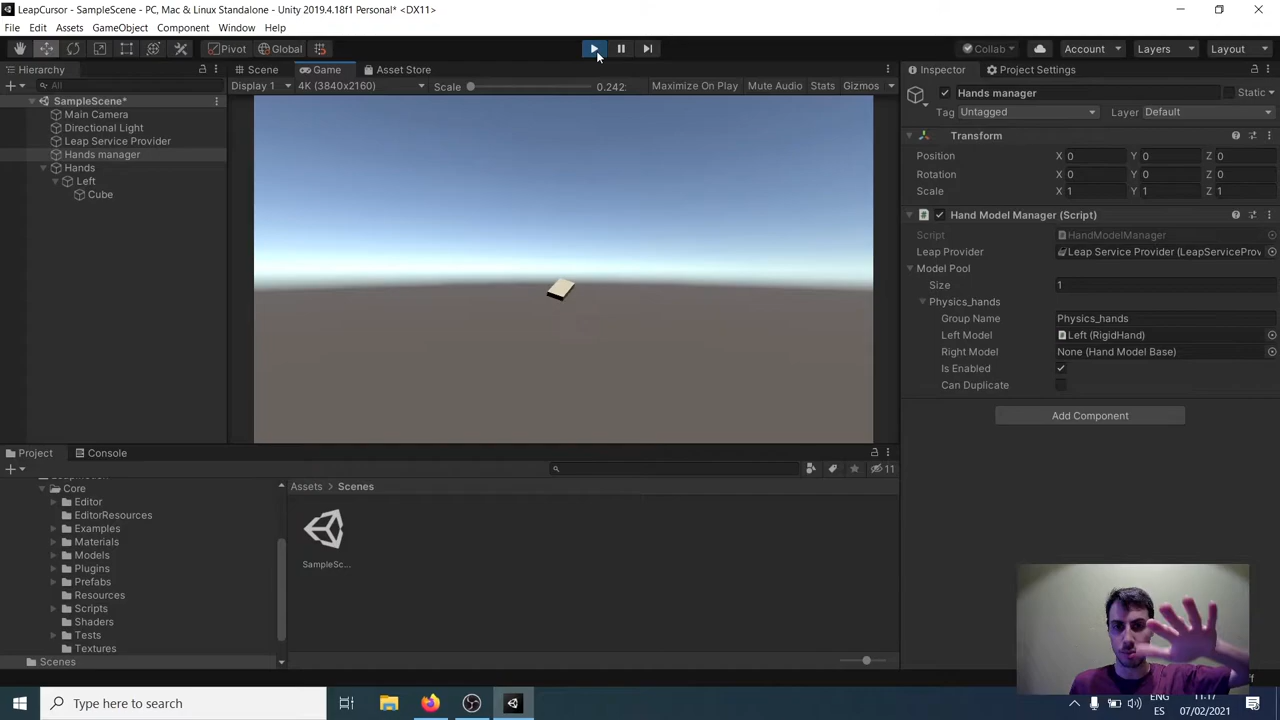 LeapCursor - SampleScene - PC, Mac & Linux Standalone - Unity 2019.4.18f1 Personal* <DX11>
File Edit Assets GameObject Component Window Help
Pivot Global Collab Account Layers Layout
Hierarchy Scene Game Asset Store Inspector Project Settings
All
Display 1 4K (3840x2160) Scale 0.242: Maximize On Play Mute Audio Stats Gizmos
Hands manager Static
SampleScene*
Main Camera
Directional Light
Leap Service Provider
Hands manager
Hands
Left
Cube
Tag Untagged Layer Default
Transform
Position X 0 Y 0 Z 0
Rotation X 0 Y 0 Z 0
Scale X 1 Y 1 Z 1
Hand Model Manager (Script)
Script HandModelManager
Leap Provider Leap Service Provider (LeapServiceProv
Model Pool
Size 1
Physics_hands
Group Name Physics_hands
Left Model Left (RigidHand)
Right Model None (Hand Model Base)
Is Enabled
Can Duplicate
Add Component
Project Console
11
Core
Editor
EditorResources
Examples
Materials
Models
Plugins
Prefabs
Resources
Scripts
Shaders
Tests
Textures
Scenes
Assets > Scenes
SampleSc...
Type here to search
ENG
ES
11:17
07/02/2021